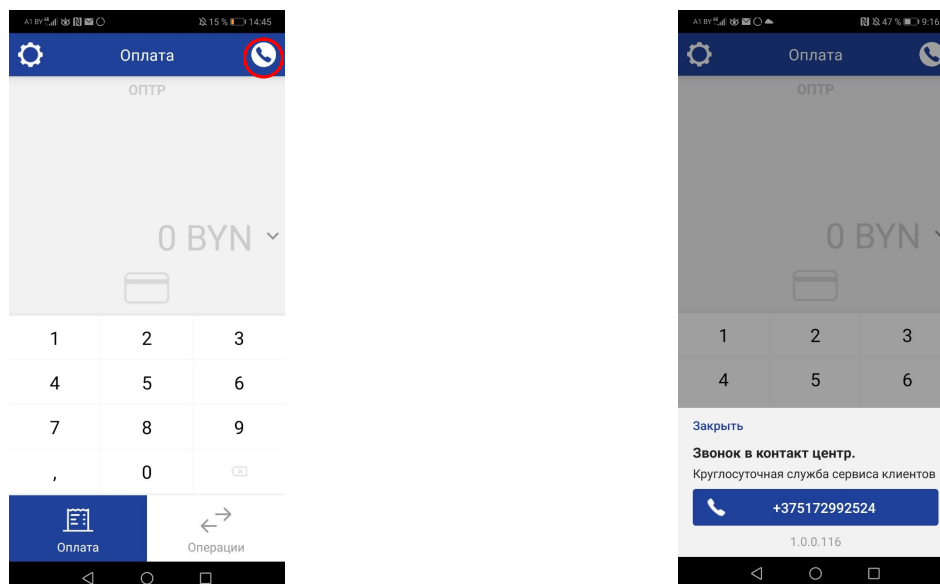 A1 BY 4G 15 % 14:45
Оплата
ОПТР
0 BYN
1 2 3
4 5 6
7 8 9
, 0
Оплата Операции
A1 BY 4G 47 % 9:16
Оплата
ОПТР
0 BYN
1 2 3
4 5 6
Закрыть
Звонок в контакт центр.
Круглосуточная служба сервиса клиентов
+375172992524
1.0.0.116